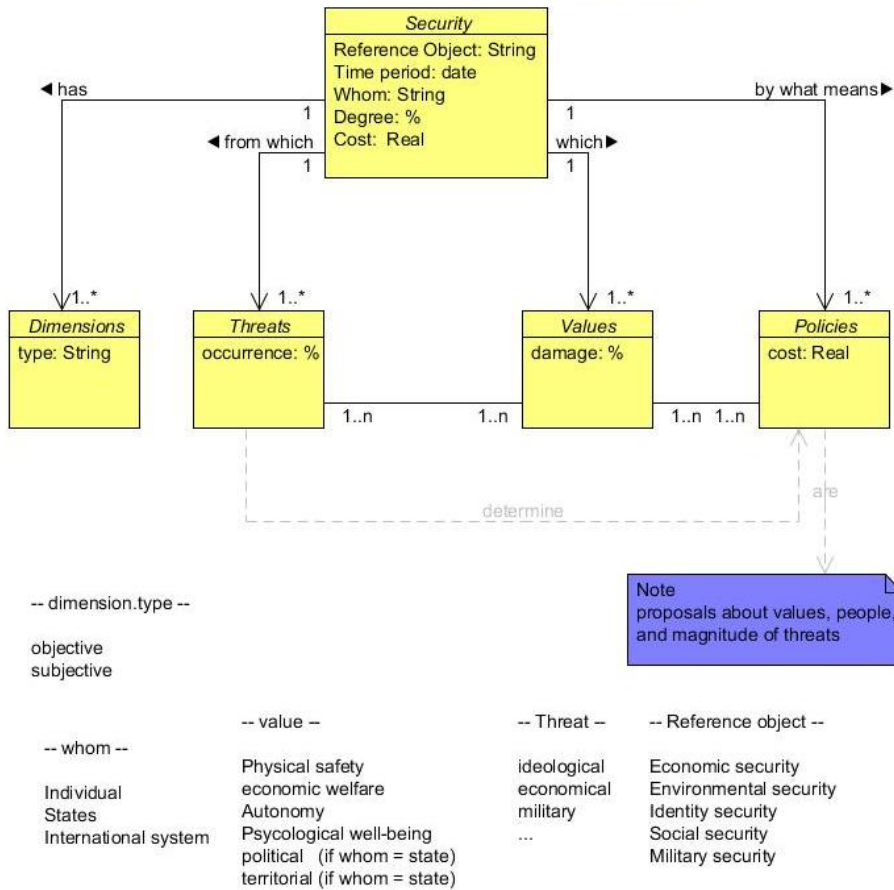 Security
Reference Object: String
Time period: date
Whom: String
Degree: %
Cost: Real
◄ has
1
◄ from which
1
which►
1
by what means►
1
1..*
1..*
1..*
1..*
Dimensions
type: String
Threats
occurrence: %
Values
damage: %
Policies
cost: Real
1..n
1..n
1..n
1..n
determine
are
Note
proposals about values, people,
and magnitude of threats
-- dimension.type --
objective
subjective
-- whom --
Individual
States
International system
-- value --
Physical safety
economic welfare
Autonomy
Psycological well-being
political (if whom = state)
territorial (if whom = state)
-- Threat --
ideological
economical
military
...
-- Reference object --
Economic security
Environmental security
Identity security
Social security
Military security